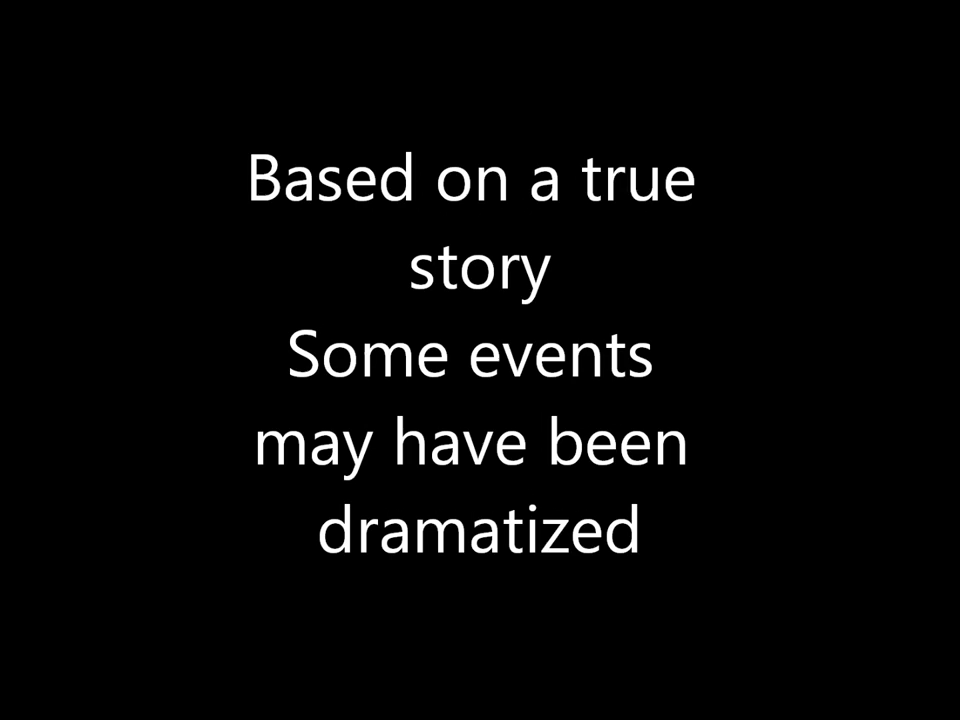 Based on a true
story
Some events
may have been
dramatized